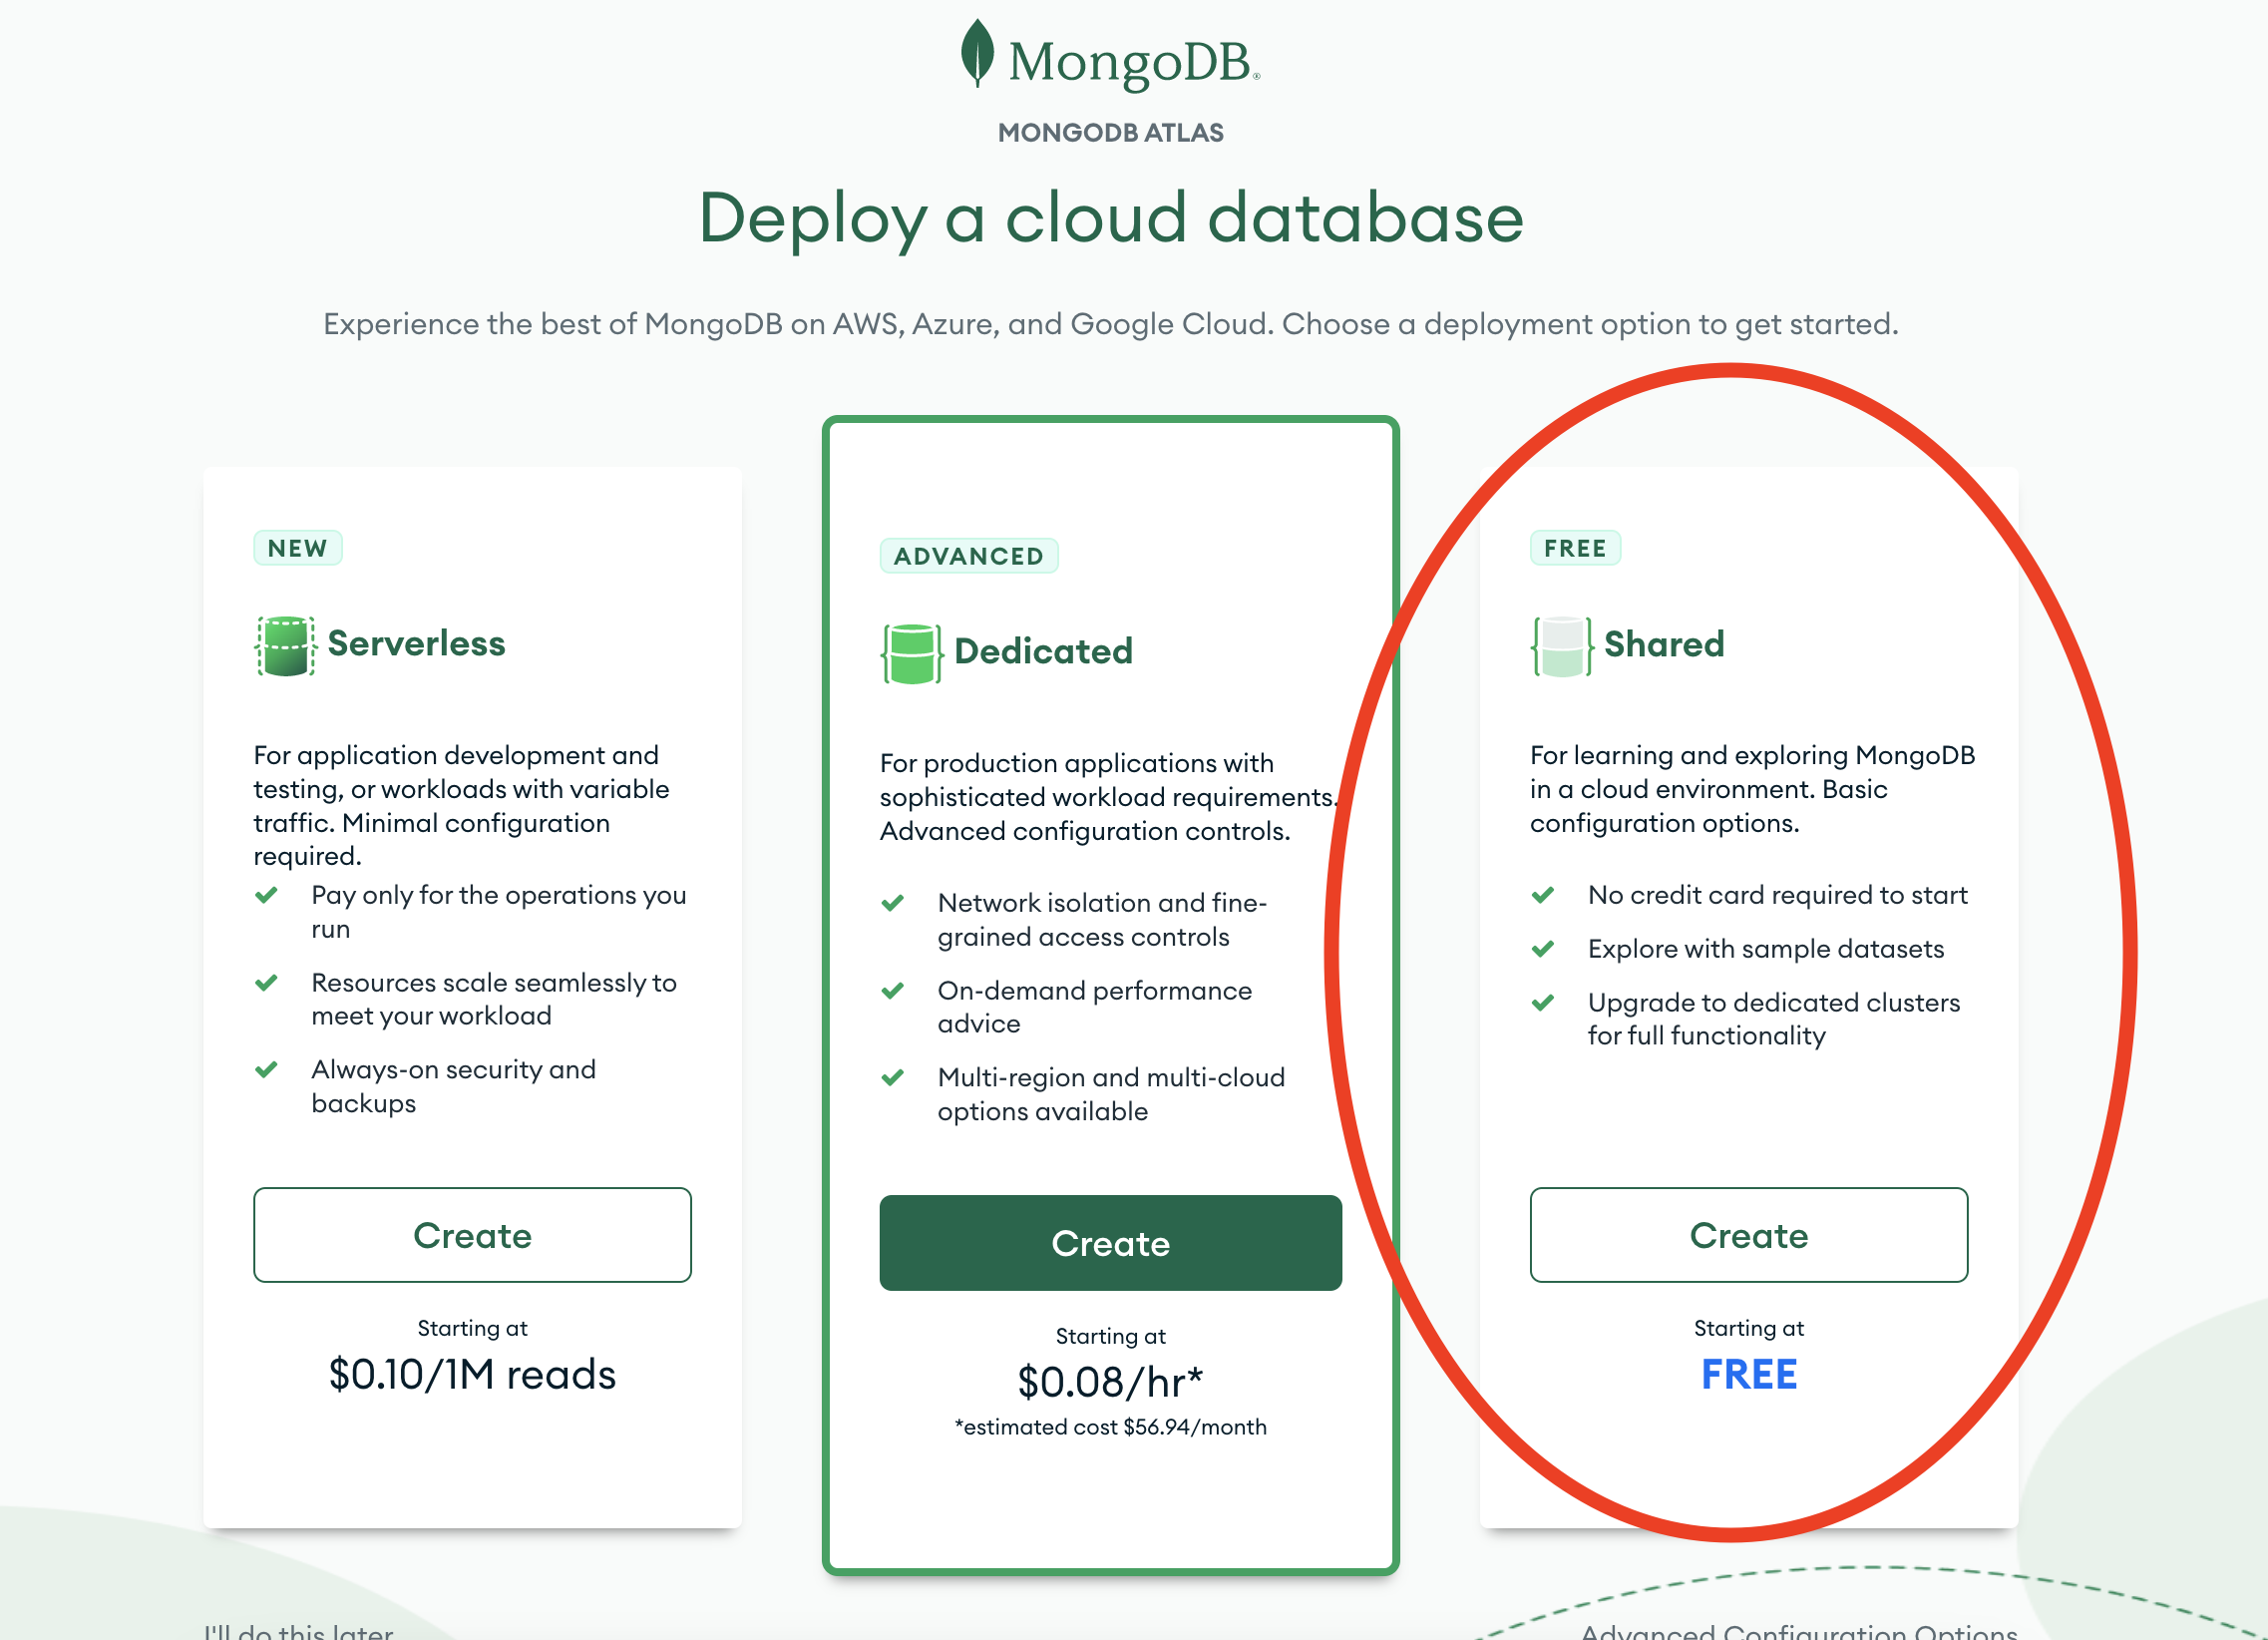 MongoDB®
MONGODB ATLAS
Deploy a cloud database
Experience the best of MongoDB on AWS, Azure, and Google Cloud. Choose a deployment option to get started.
NEW
Serverless
For application development and
testing, or workloads with variable
traffic. Minimal configuration
required.
Pay only for the operations you
run
Resources scale seamlessly to
meet your workload
Always-on security and
backups
Create
Starting at
$0.10/1M reads
ADVANCED
Dedicated
For production applications with
sophisticated workload requirements.
Advanced configuration controls.
Network isolation and fine-
grained access controls
On-demand performance
advice
Multi-region and multi-cloud
options available
Create
Starting at
$0.08/hr*
*estimated cost $56.94/month
FREE
Shared
For learning and exploring MongoDB
in a cloud environment. Basic
configuration options.
No credit card required to start
Explore with sample datasets
Upgrade to dedicated clusters
for full functionality
Create
Starting at
FREE
I'll do this later
Advanced Configuration Options